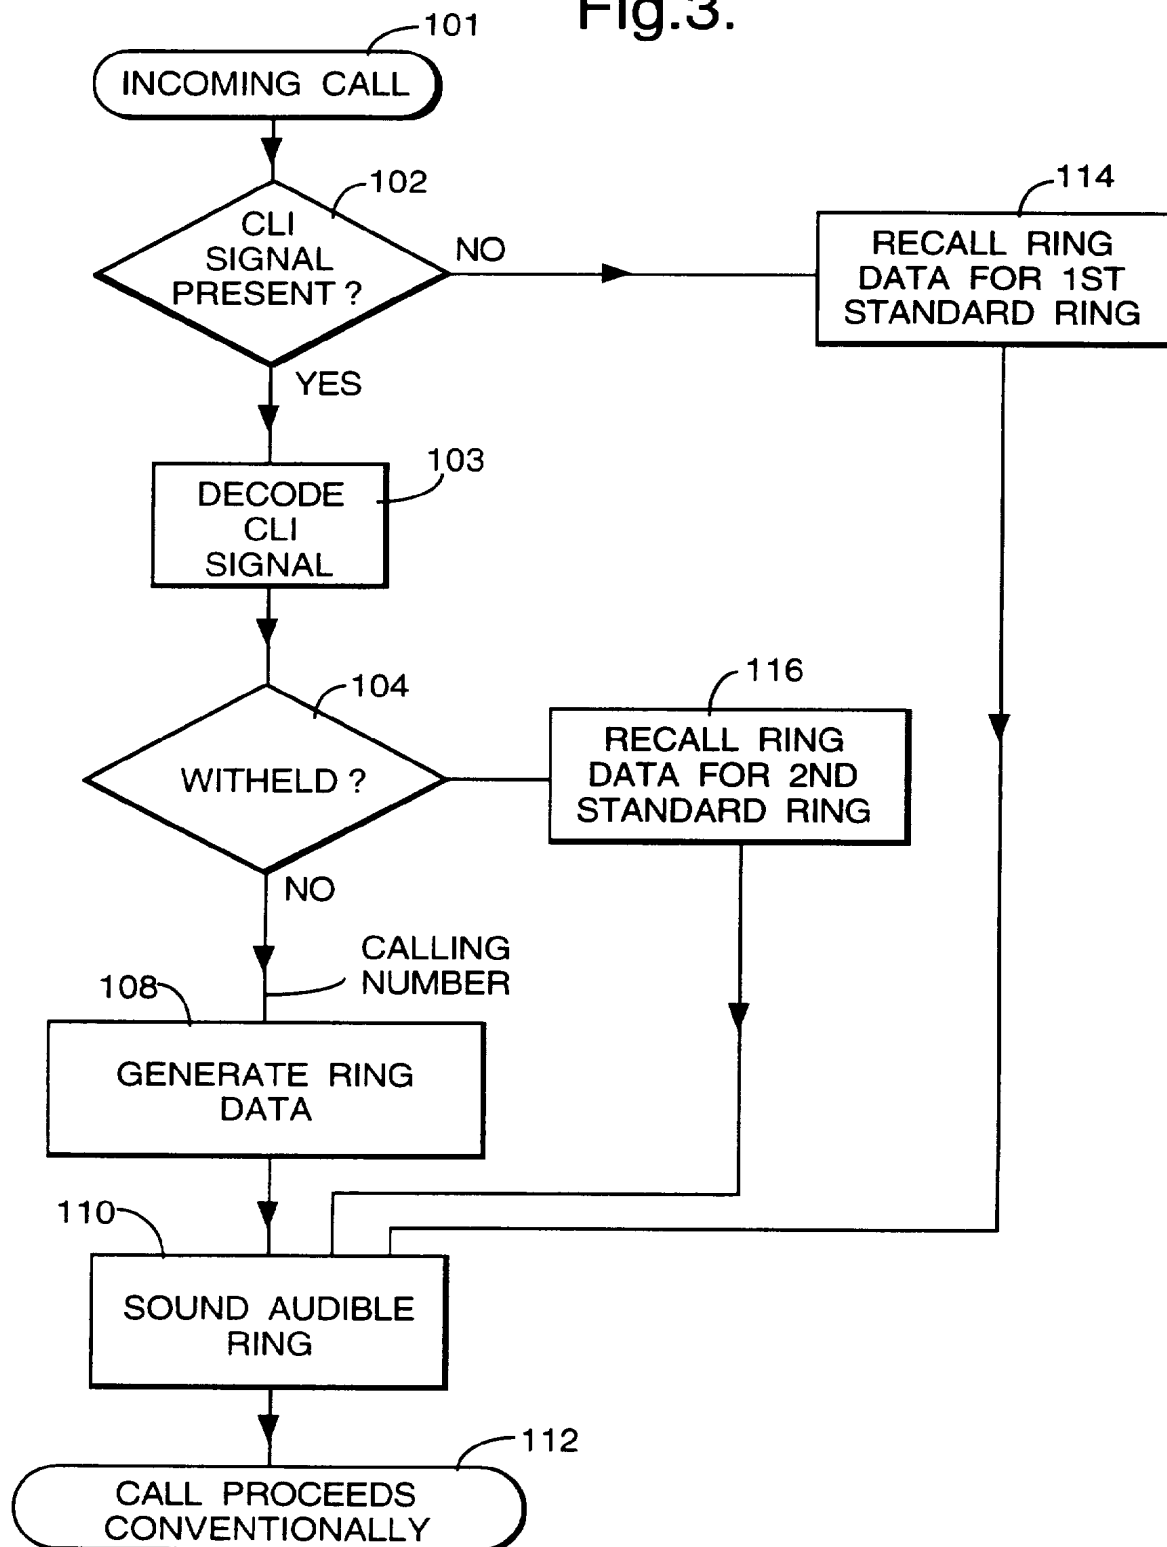 Fig.3.
101
INCOMING CALL
102
CLI
SIGNAL
PRESENT ?
NO
114
RECALL RING
DATA FOR 1ST
STANDARD RING
YES
103
DECODE
CLI
SIGNAL
104
WITHELD ?
116
RECALL RING
DATA FOR 2ND
STANDARD RING
NO
CALLING
NUMBER
108
GENERATE RING
DATA
110
SOUND AUDIBLE
RING
112
CALL PROCEEDS
CONVENTIONALLY